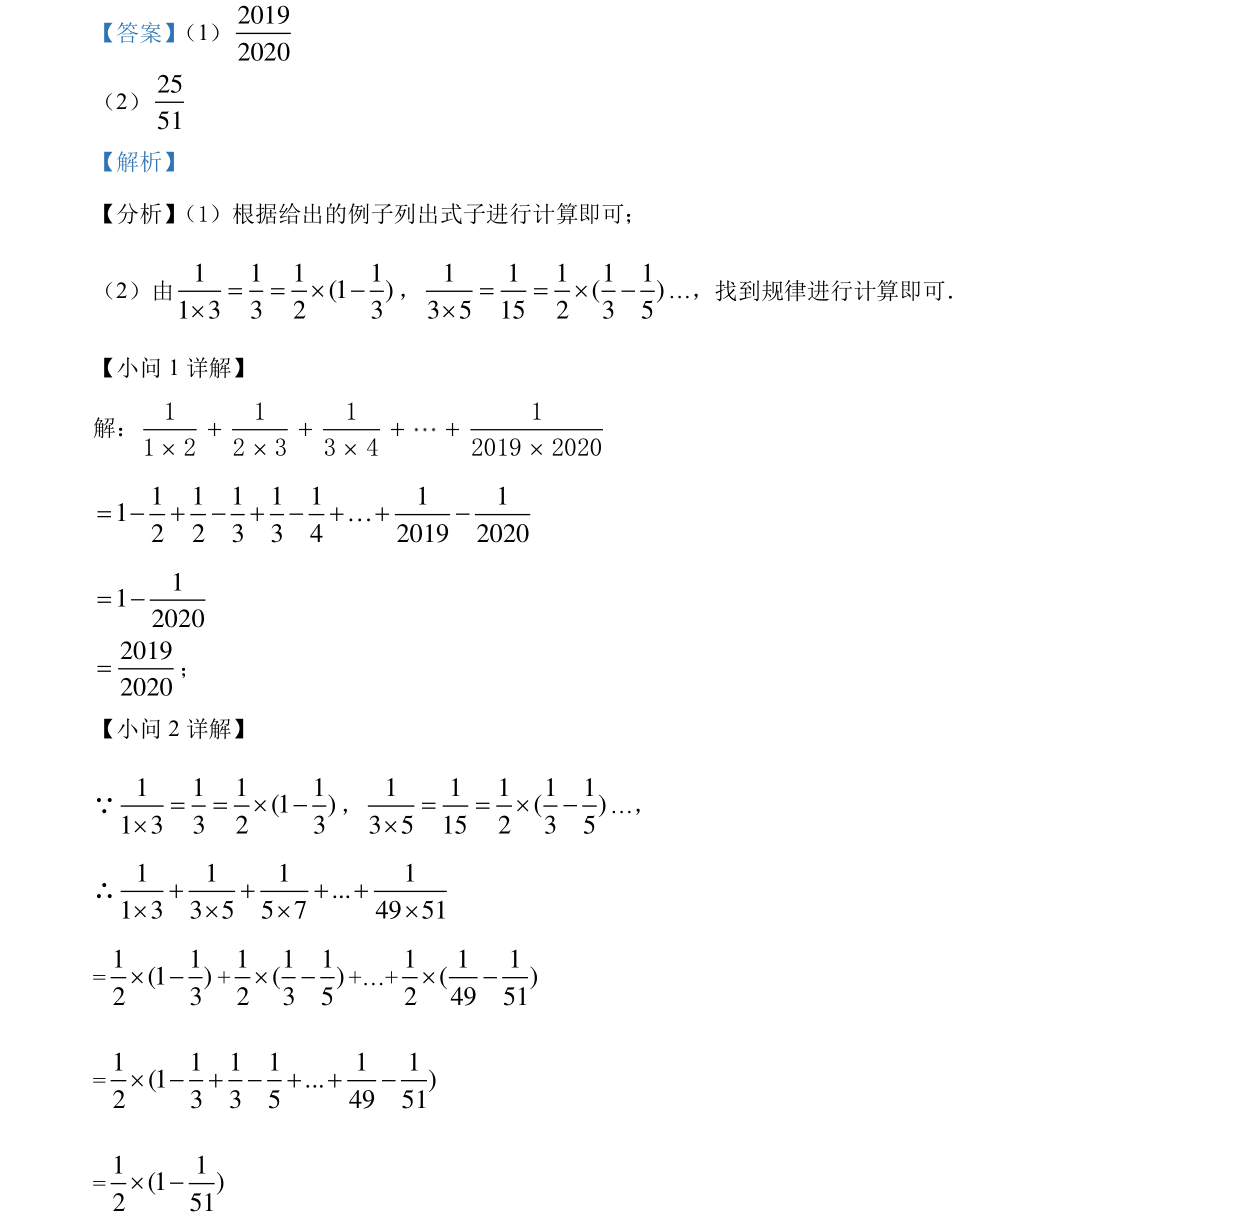 【答案】（1）2019/2020
（2）25/51
【解析】
【分析】（1）根据给出的例子列出式子进行计算即可；
（2）由1/(1×3)=1/3=1/2×(1−1/3)，1/(3×5)=1/15=1/2×(1/3−1/5)…，找到规律进行计算即可．
【小问 1 详解】
解：1/(1×2)+1/(2×3)+1/(3×4)+⋯+1/(2019×2020)
=1−1/2+1/2−1/3+1/3−1/4+…+1/2019−1/2020
=1−1/2020
=2019/2020；
【小问 2 详解】
∵1/(1×3)=1/3=1/2×(1−1/3)，1/(3×5)=1/15=1/2×(1/3−1/5)…，
∴1/(1×3)+1/(3×5)+1/(5×7)+...+1/(49×51)
=1/2×(1−1/3)+1/2×(1/3−1/5)+…+1/2×(1/49−1/51)
=1/2×(1−1/3+1/3−1/5+...+1/49−1/51)
=1/2×(1−1/51)